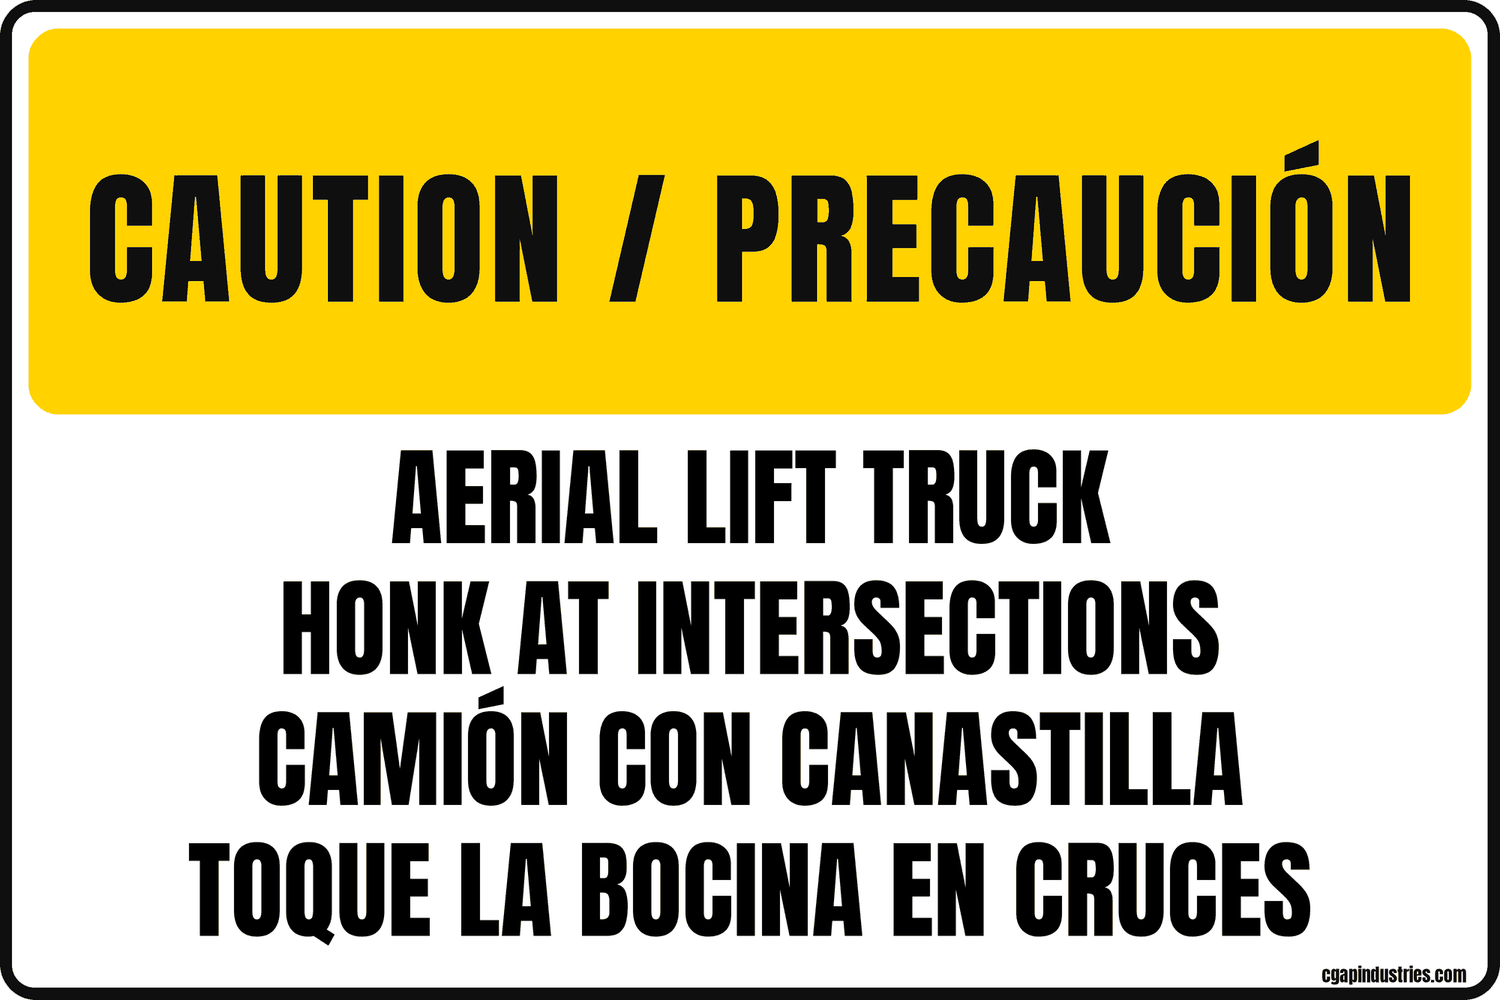 CAUTION / PRECAUCIÓN
AERIAL LIFT TRUCK
HONK AT INTERSECTIONS
CAMIÓN CON CANASTILLA
TOQUE LA BOCINA EN CRUCES
cgapindustries.com